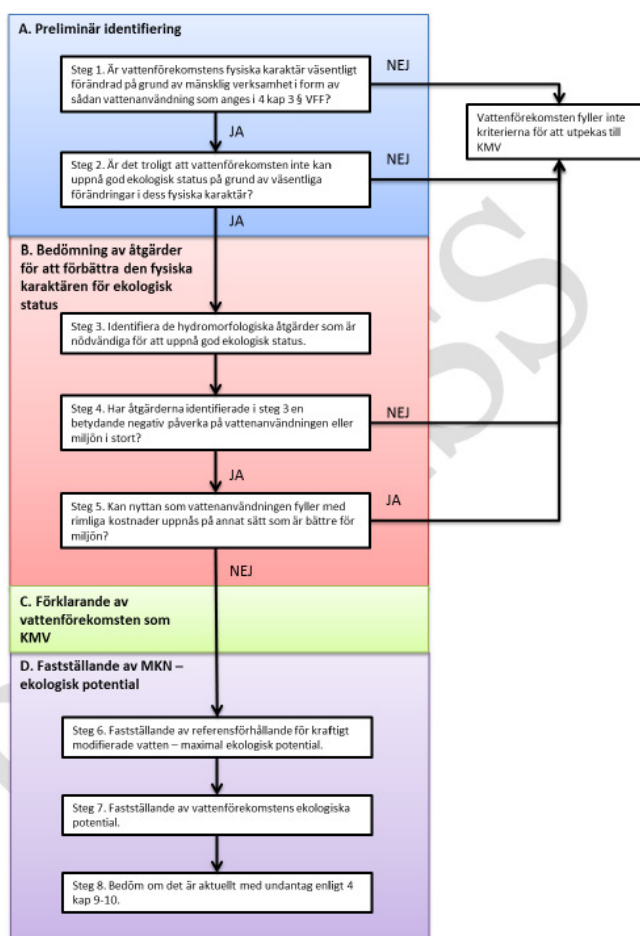 A. Preliminär identifiering
Steg 1. Är vattenförekomstens fysiska karaktär väsentligt
förändrad på grund av mänsklig verksamhet i form av
sådan vattenanvändning som anges i 4 kap 3 § VFF?
NEJ
JA
Vattenförekomsten fyller inte
kriterierna för att utpekas till
KMV
Steg 2. Är det troligt att vattenförekomsten inte kan
uppnå god ekologisk status på grund av väsentliga
förändringar i dess fysiska karaktär?
NEJ
JA
B. Bedömning av åtgärder
för att förbättra den fysiska
karaktären för ekologisk
status
Steg 3. Identifiera de hydromorfologiska åtgärder som är
nödvändiga för att uppnå god ekologisk status.
Steg 4. Har åtgärderna identifierade i steg 3 en
betydande negativ påverka på vattenanvändningen eller
miljön i stort?
NEJ
JA
Steg 5. Kan nyttan som vattenanvändningen fyller med
rimliga kostnader uppnås på annat sätt som är bättre för
miljön?
JA
NEJ
C. Förklarande av
vattenförekomsten som
KMV
D. Fastställande av MKN –
ekologisk potential
Steg 6. Fastställande av referensförhållande för kraftigt
modifierade vatten – maximal ekologisk potential.
Steg 7. Fastställande av vattenförekomstens ekologiska
potential.
Steg 8. Bedöm om det är aktuellt med undantag enligt 4
kap 9-10.